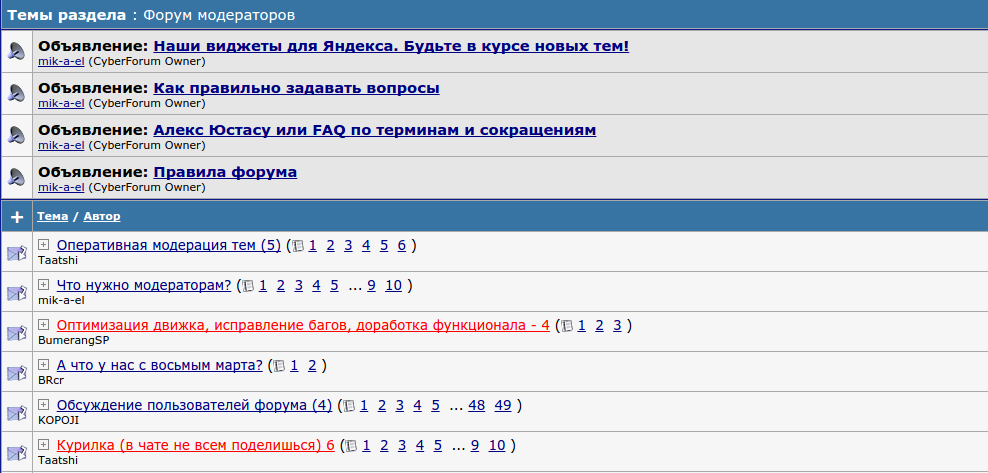 Темы раздела : Форум модераторов
Объявление: Наши виджеты для Яндекса. Будьте в курсе новых тем!
mik-a-el (CyberForum Owner)
Объявление: Как правильно задавать вопросы
mik-a-el (CyberForum Owner)
Объявление: Алекс Юстасу или FAQ по терминам и сокращениям
mik-a-el (CyberForum Owner)
Объявление: Правила форума
mik-a-el (CyberForum Owner)
+ Тема / Автор
Оперативная модерация тем (5) ( 1 2 3 4 5 6 )
Taatshi
Что нужно модераторам? ( 1 2 3 4 5 ... 9 10 )
mik-a-el
Оптимизация движка, исправление багов, доработка функционала - 4 ( 1 2 3 )
BumerangSP
А что у нас с восьмым марта? ( 1 2 )
BRcr
Обсуждение пользователей форума (4) ( 1 2 3 4 5 ... 48 49 )
KOPOJI
Курилка (в чате не всем поделишься) 6 ( 1 2 3 4 5 ... 9 10 )
Taatshi